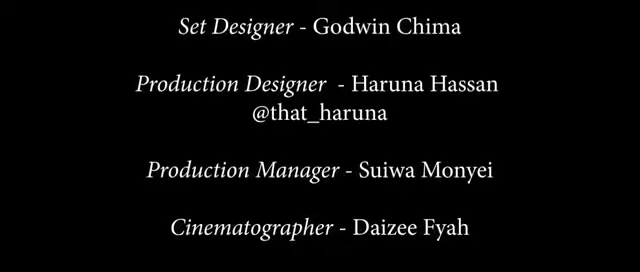 Set Designer - Godwin Chima
Production Designer - Haruna Hassan
@that_haruna
Production Manager - Suiwa Monyei
Cinematographer - Daizee Fyah